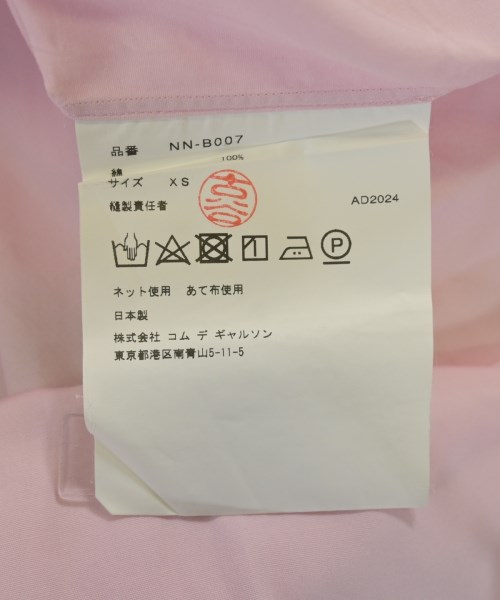 品番 NN-B007
綿 100%
サイズ XS
縫製責任者
AD2024
P
ネット使用 あて布使用
日本製
株式会社 コム デ ギャルソン
東京都港区南青山5-11-5